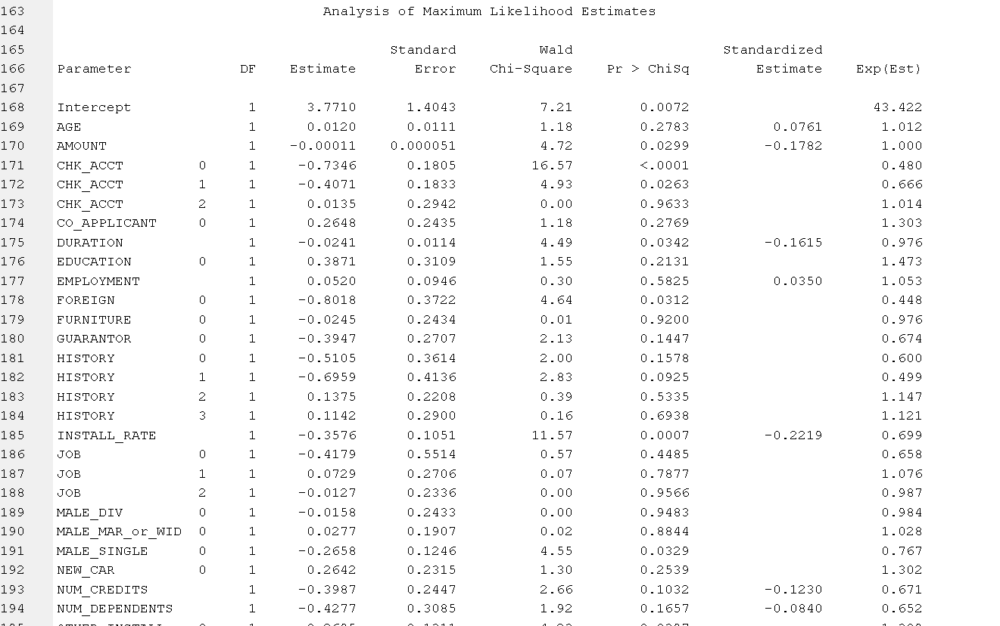 163 Analysis of Maximum Likelihood Estimates
164
165 Standard Wald Standardized
166 Parameter DF Estimate Error Chi-Square Pr > ChiSq Estimate Exp(Est)
167
168 Intercept 1 3.7710 1.4043 7.21 0.0072 43.422
169 AGE 1 0.0120 0.0111 1.18 0.2783 0.0761 1.012
170 AMOUNT 1 -0.00011 0.000051 4.72 0.0299 -0.1782 1.000
171 CHK_ACCT 0 1 -0.7346 0.1805 16.57 <.0001 0.480
172 CHK_ACCT 1 1 -0.4071 0.1833 4.93 0.0263 0.666
173 CHK_ACCT 2 1 0.0135 0.2942 0.00 0.9633 1.014
174 CO_APPLICANT 0 1 0.2648 0.2435 1.18 0.2769 1.303
175 DURATION 1 -0.0241 0.0114 4.49 0.0342 -0.1615 0.976
176 EDUCATION 0 1 0.3871 0.3109 1.55 0.2131 1.473
177 EMPLOYMENT 1 0.0520 0.0946 0.30 0.5825 0.0350 1.053
178 FOREIGN 0 1 -0.8018 0.3722 4.64 0.0312 0.448
179 FURNITURE 0 1 -0.0245 0.2434 0.01 0.9200 0.976
180 GUARANTOR 0 1 -0.3947 0.2707 2.13 0.1447 0.674
181 HISTORY 0 1 -0.5105 0.3614 2.00 0.1578 0.600
182 HISTORY 1 1 -0.6959 0.4136 2.83 0.0925 0.499
183 HISTORY 2 1 0.1375 0.2208 0.39 0.5335 1.147
184 HISTORY 3 1 0.1142 0.2900 0.16 0.6938 1.121
185 INSTALL_RATE 1 -0.3576 0.1051 11.57 0.0007 -0.2219 0.699
186 JOB 0 1 -0.4179 0.5514 0.57 0.4485 0.658
187 JOB 1 1 0.0729 0.2706 0.07 0.7877 1.076
188 JOB 2 1 -0.0127 0.2336 0.00 0.9566 0.987
189 MALE_DIV 0 1 -0.0158 0.2433 0.00 0.9483 0.984
190 MALE_MAR_or_WID 0 1 0.0277 0.1907 0.02 0.8844 1.028
191 MALE_SINGLE 0 1 -0.2658 0.1246 4.55 0.0329 0.767
192 NEW_CAR 0 1 0.2642 0.2315 1.30 0.2539 1.302
193 NUM_CREDITS 1 -0.3987 0.2447 2.66 0.1032 -0.1230 0.671
194 NUM_DEPENDENTS 1 -0.4277 0.3085 1.92 0.1657 -0.0840 0.652